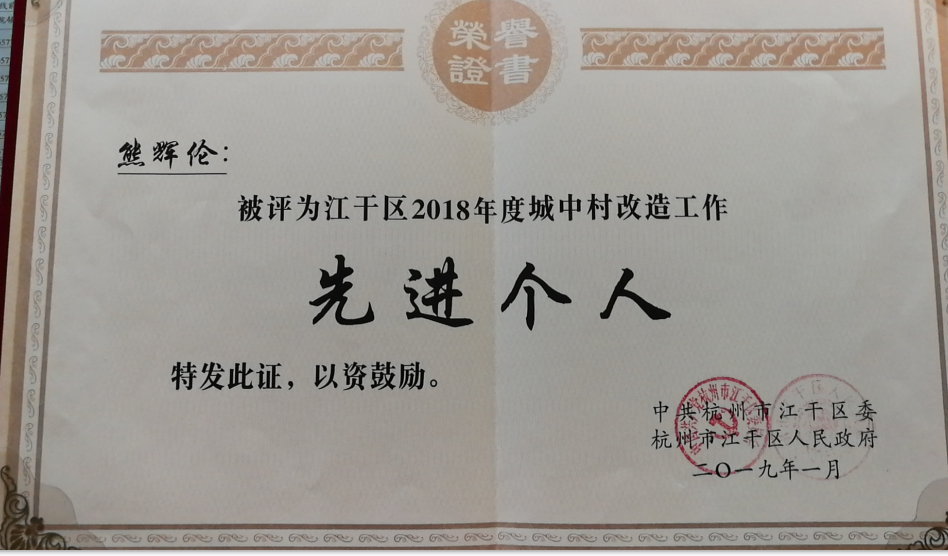 榮譽
證書
熊辉伦：
被评为江干区2018年度城中村改造工作
先进个人
特发此证，以资鼓励。
中共杭州市江干区委
杭州市江干区人民政府
二〇一九年一月